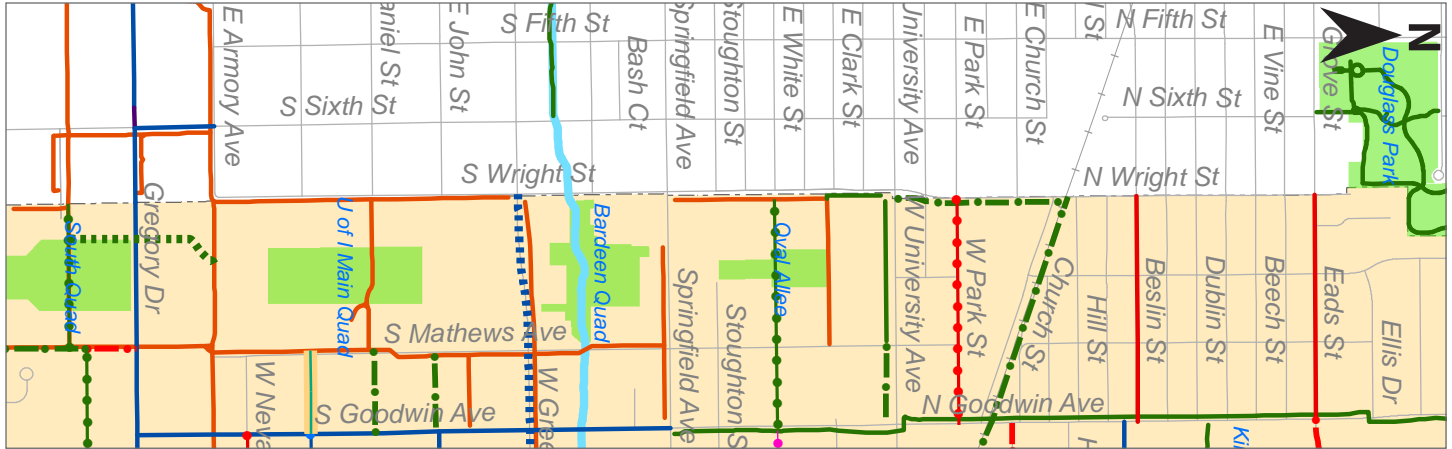 S Fifth St
N Fifth St
N
E Armory Ave
aniel St
E John St
Bash Ct
Springfield Ave
Stoughton St
E White St
E Clark St
University Ave
E Park St
E Church St
l St
E Vine St
Grove St
Douglass Park
S Sixth St
N Sixth St
S Wright St
N Wright St
Gregory Dr
South Quad
U of I Main Quad
Bardeen Quad
Oval Allee
W University Ave
W Park St
Church St
Hill St
Beslin St
Dublin St
Beech St
Eads St
Ellis Dr
Springfield Ave
Stoughton S
S Mathews Ave
W Neva
W Gree
S Goodwin Ave
N Goodwin Ave
H
Ki